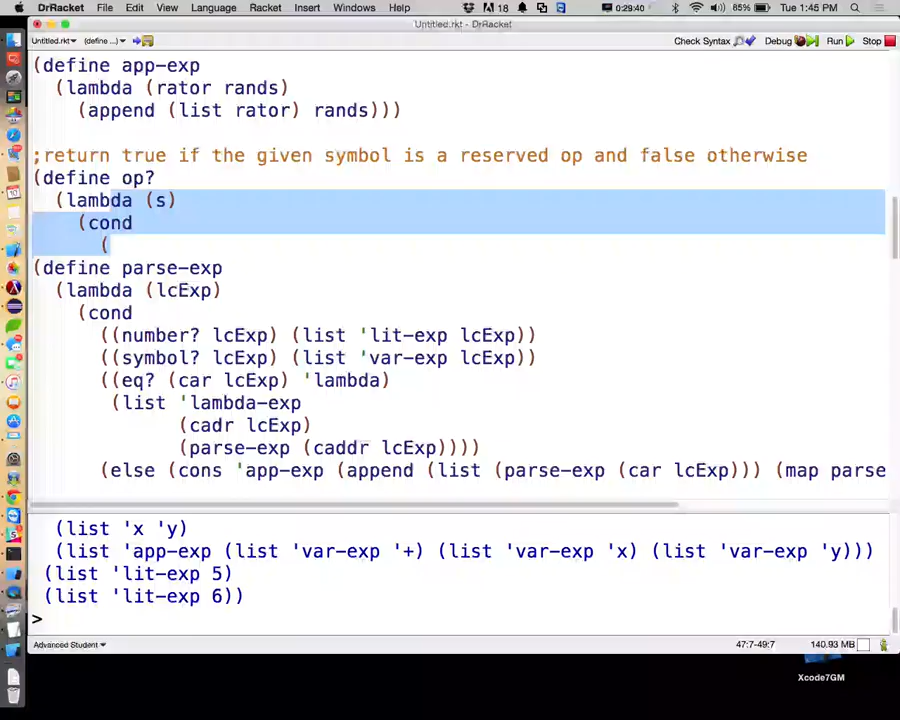 DrRacket File Edit View Language Racket Insert Windows Help 18 0:29:40 85% Tue 1:45 PM
Untitled.rkt - DrRacket
Untitled.rkt (define ...) Check Syntax Debug Run Stop
(define app-exp
(lambda (rator rands)
(append (list rator) rands)))
;return true if the given symbol is a reserved op and false otherwise
(define op?
(lambda (s)
(cond
(
(define parse-exp
(lambda (lcExp)
(cond
((number? lcExp) (list 'lit-exp lcExp))
((symbol? lcExp) (list 'var-exp lcExp))
((eq? (car lcExp) 'lambda)
(list 'lambda-exp
(cadr lcExp)
(parse-exp (caddr lcExp))))
(else (cons 'app-exp (append (list (parse-exp (car lcExp))) (map parse
(list 'x 'y)
(list 'app-exp (list 'var-exp '+) (list 'var-exp 'x) (list 'var-exp 'y)))
(list 'lit-exp 5)
(list 'lit-exp 6))
>
Advanced Student 47:7-49:7 140.93 MB
Xcode7GM